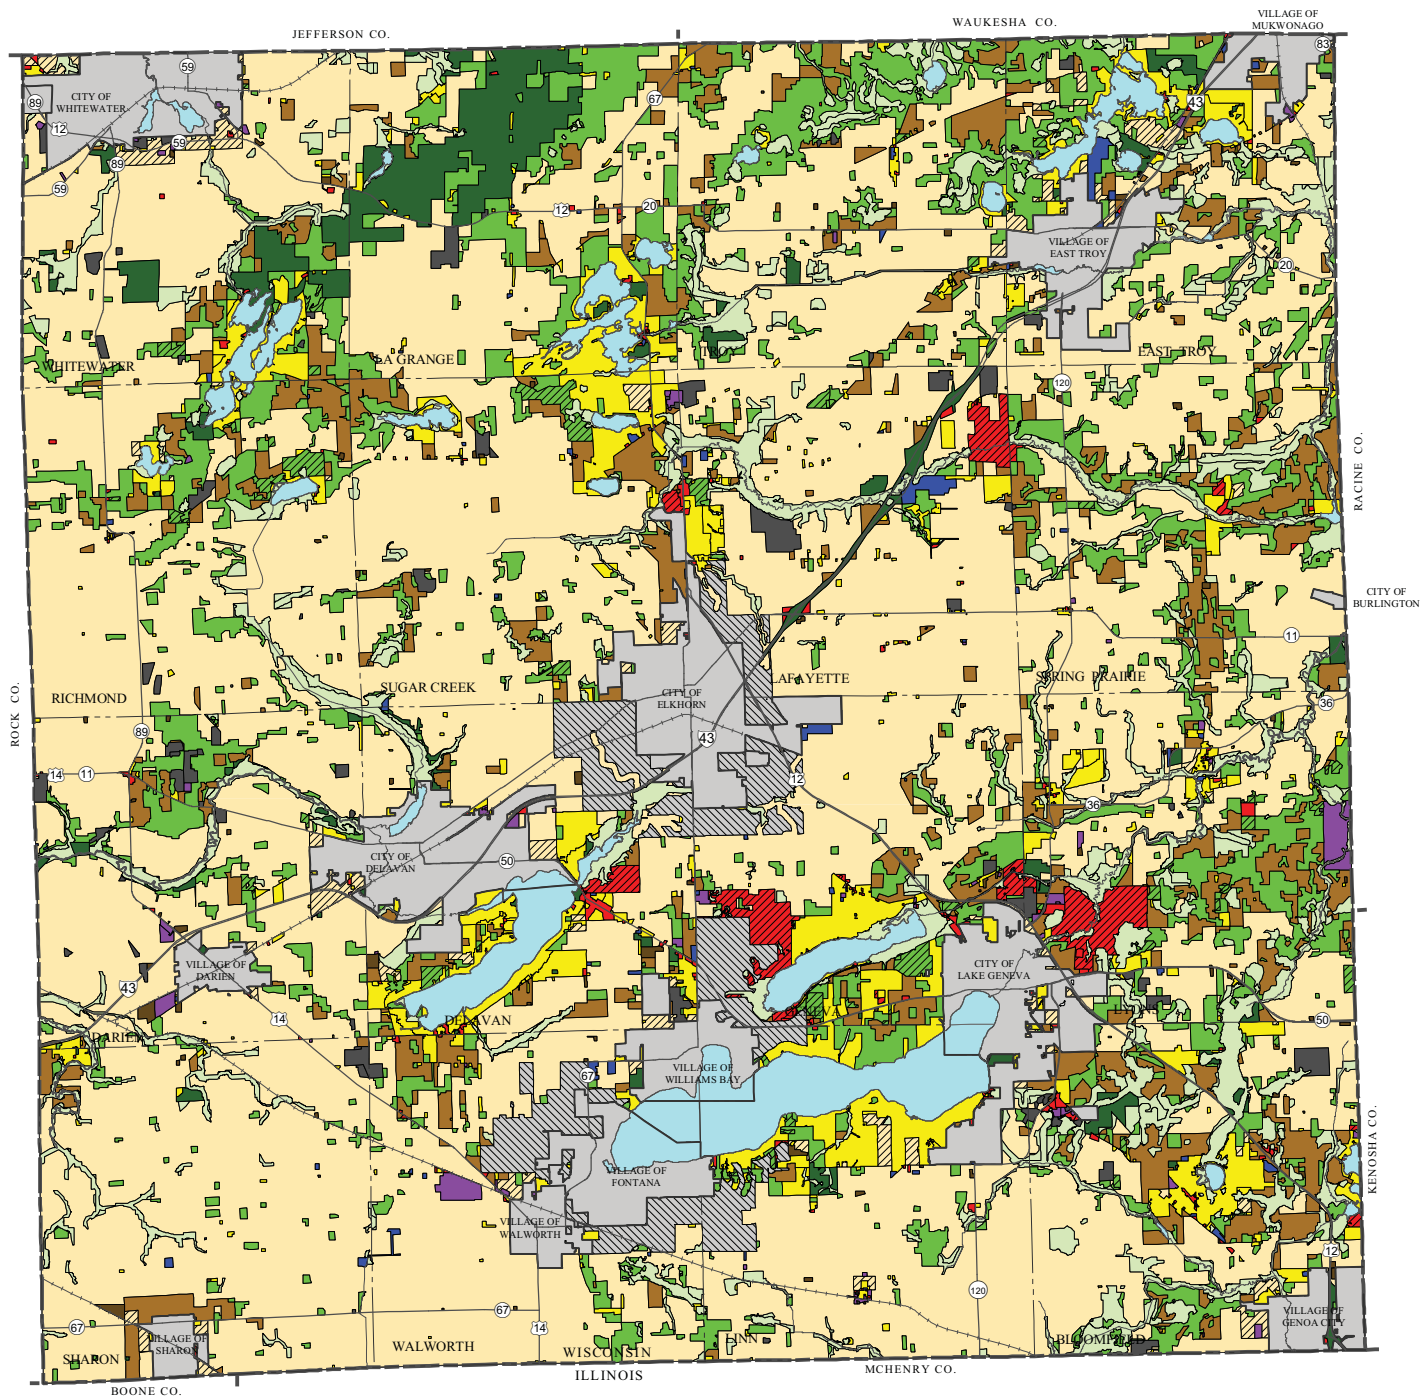 VILLAGE OF
MUKWONAGO
WAUKESHA CO.
JEFFERSON CO.
83
59
67
CITY OF
WHITEWATER
89
43
12
59
89
59
12
20
VILLAGE OF
EAST TROY
20
WHITEWATER
LA GRANGE
TROY
EAST TROY
120
RACINE CO.
CITY OF
BURLINGTON
11
RICHMOND
SUGAR CREEK
LAFAYETTE
SPRING PRAIRIE
CITY OF
ELKHORN
36
ROCK CO.
89
43
14
11
12
36
CITY OF
DELAVAN
50
VILLAGE OF
DARIEN
CITY OF
LAKE GENEVA
43
14
DELAVAN
GENEVA
LYONS
50
DARIEN
67
VILLAGE OF
WILLIAMS BAY
KENOSHA CO.
VILLAGE OF
FONTANA
VILLAGE OF
WALWORTH
12
120
67
67
14
VILLAGE OF
GENOA CITY
VILLAGE OF
SHARON
SHARON
WALWORTH
WISCONSIN
LINN
BLOOMFIELD
ILLINOIS
MCHENRY CO.
BOONE CO.